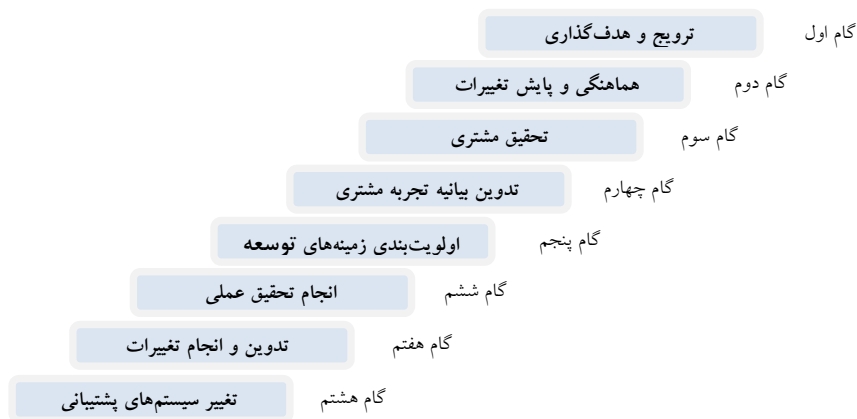 گام اول ترویج و هدف‌گذاری
گام دوم هماهنگی و پایش تغییرات
گام سوم تحقیق مشتری
گام چهارم تدوین بیانیه تجربه مشتری
گام پنجم اولویت‌بندی زمینه‌های توسعه
گام ششم انجام تحقیق عملی
گام هفتم تدوین و انجام تغییرات
گام هشتم تغییر سیستم‌های پشتیبانی